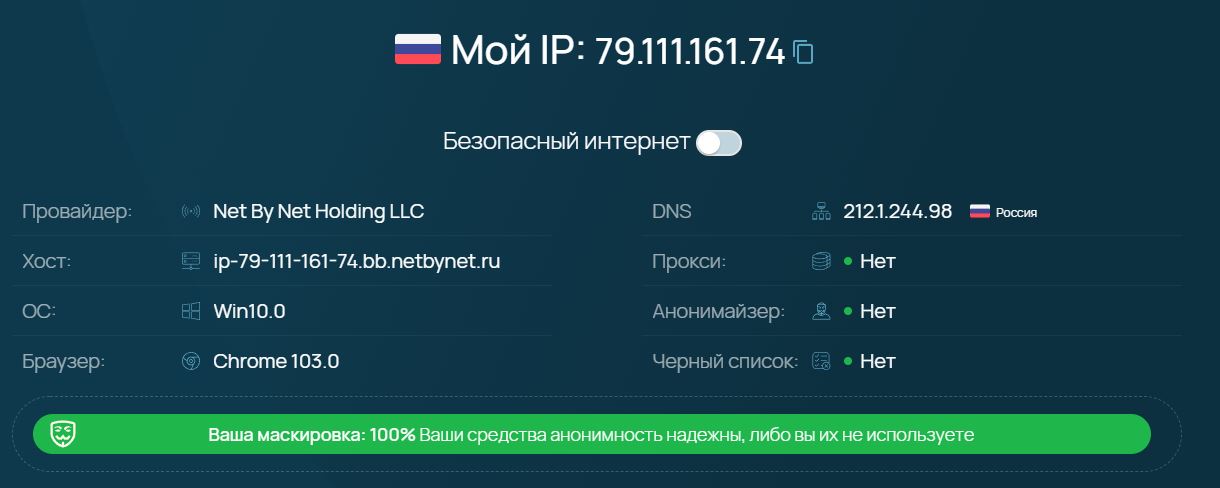 Мой IP: 79.111.161.74
Безопасный интернет
Провайдер: Net By Net Holding LLC
Хост: ip-79-111-161-74.bb.netbynet.ru
ОС: Win10.0
Браузер: Chrome 103.0
DNS 212.1.244.98 Россия
Прокси: Нет
Анонимайзер: Нет
Черный список: Нет
Ваша маскировка: 100% Ваши средства анонимность надежны, либо вы их не используете